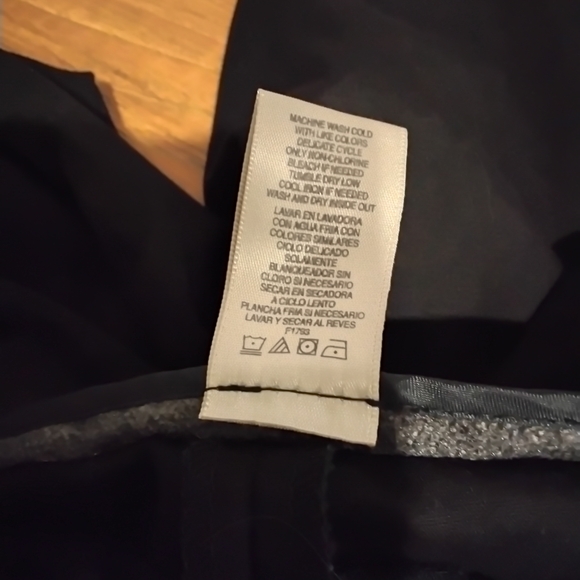 MACHINE WASH COLD
WITH LIKE COLORS
DELICATE CYCLE
ONLY NON-CHLORINE
BLEACH IF NEEDED
TUMBLE DRY LOW
COOL IRON IF NEEDED
WASH AND DRY INSIDE OUT
LAVAR EN LAVADORA
CON AGUA FRIA CON
COLORES SIMILARES
CICLO DELICADO
SOLAMENTE
BLANQUEADOR SIN
CLORO SI NECESARIO
SECAR EN SECADORA
A CICLO LENTO
PLANCHA FRIA SI NECESARIO
LAVAR Y SECAR AL REVES
F1793